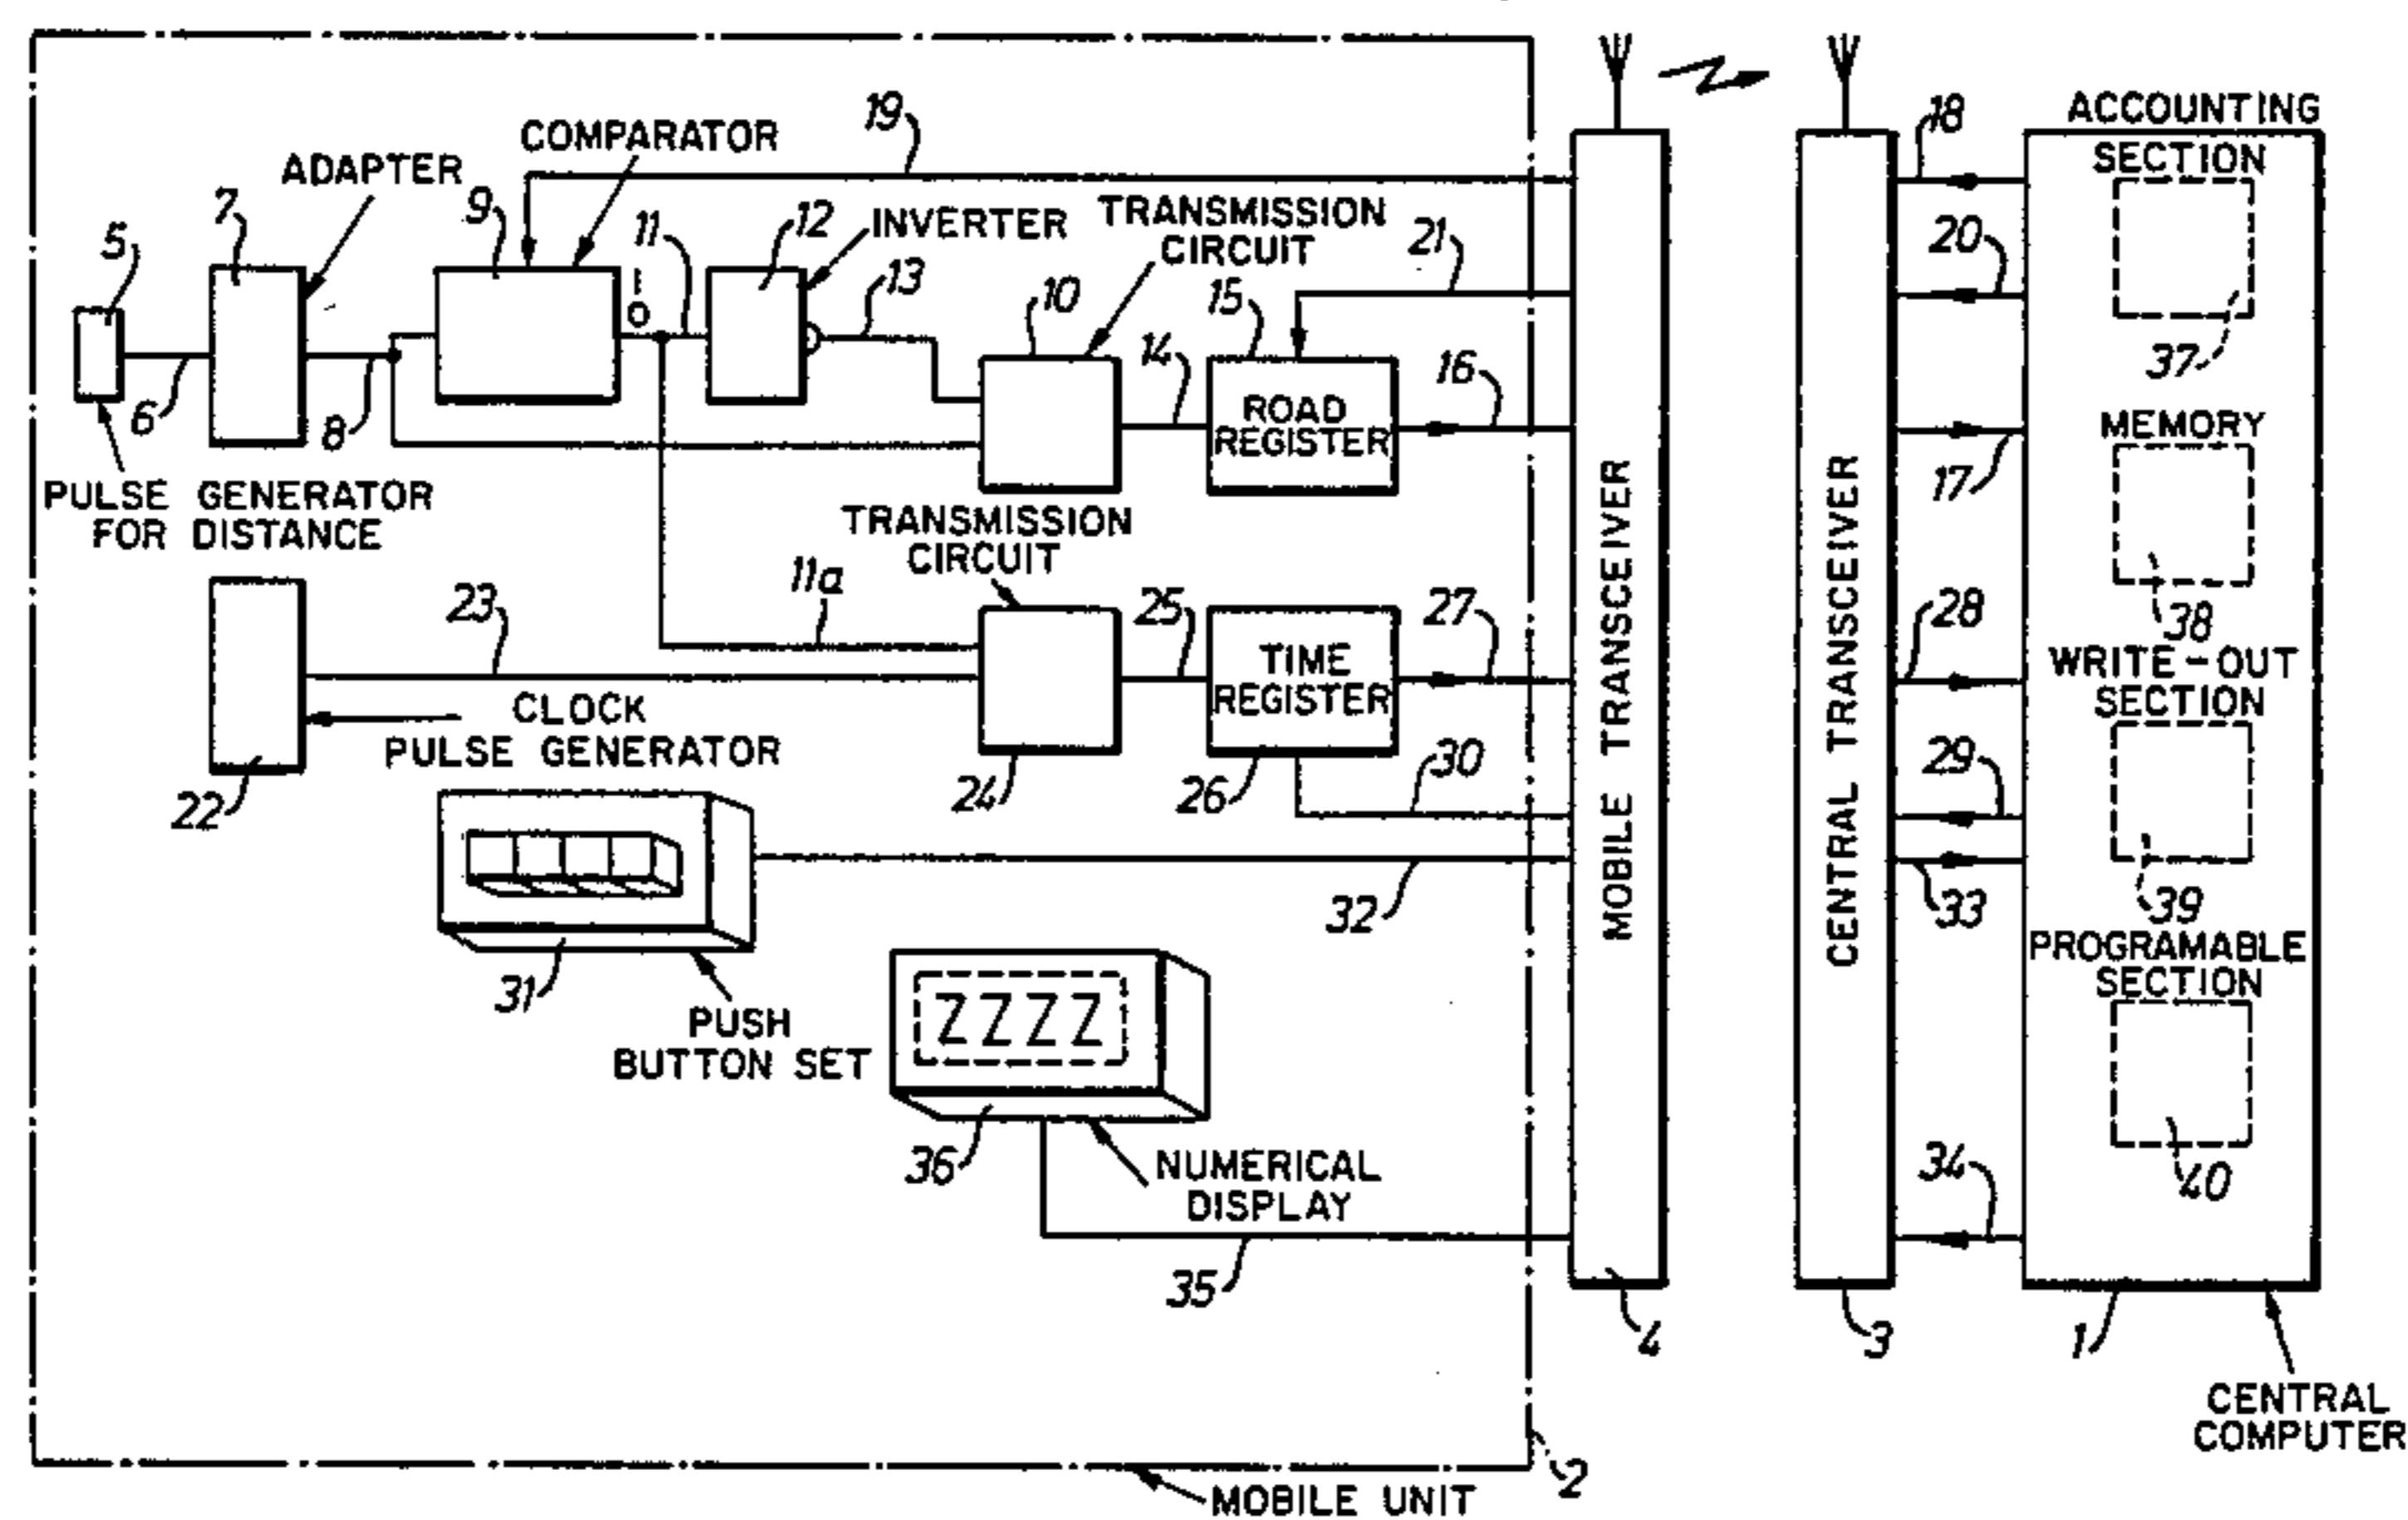 ACCOUNTING
SECTION
18
19
COMPARATOR
ADAPTER
TRANSMISSION
CIRCUIT
INVERTER
5
7
9
11
1
0
12
13
10
15
21
20
37
6
8
14
ROAD
REGISTER
16
17
MEMORY
38
PULSE GENERATOR
FOR DISTANCE
TRANSMISSION
CIRCUIT
11a
23
25
TIME
REGISTER
27
28
WRITE-OUT
SECTION
CLOCK
PULSE GENERATOR
22
24
26
30
29
MOBILE TRANSCEIVER
CENTRAL TRANSCEIVER
32
33
39
PROGRAMABLE
SECTION
31
PUSH
BUTTON SET
ZZZZ
36
NUMERICAL
DISPLAY
34
40
35
4
3
1
CENTRAL
COMPUTER
2
MOBILE UNIT